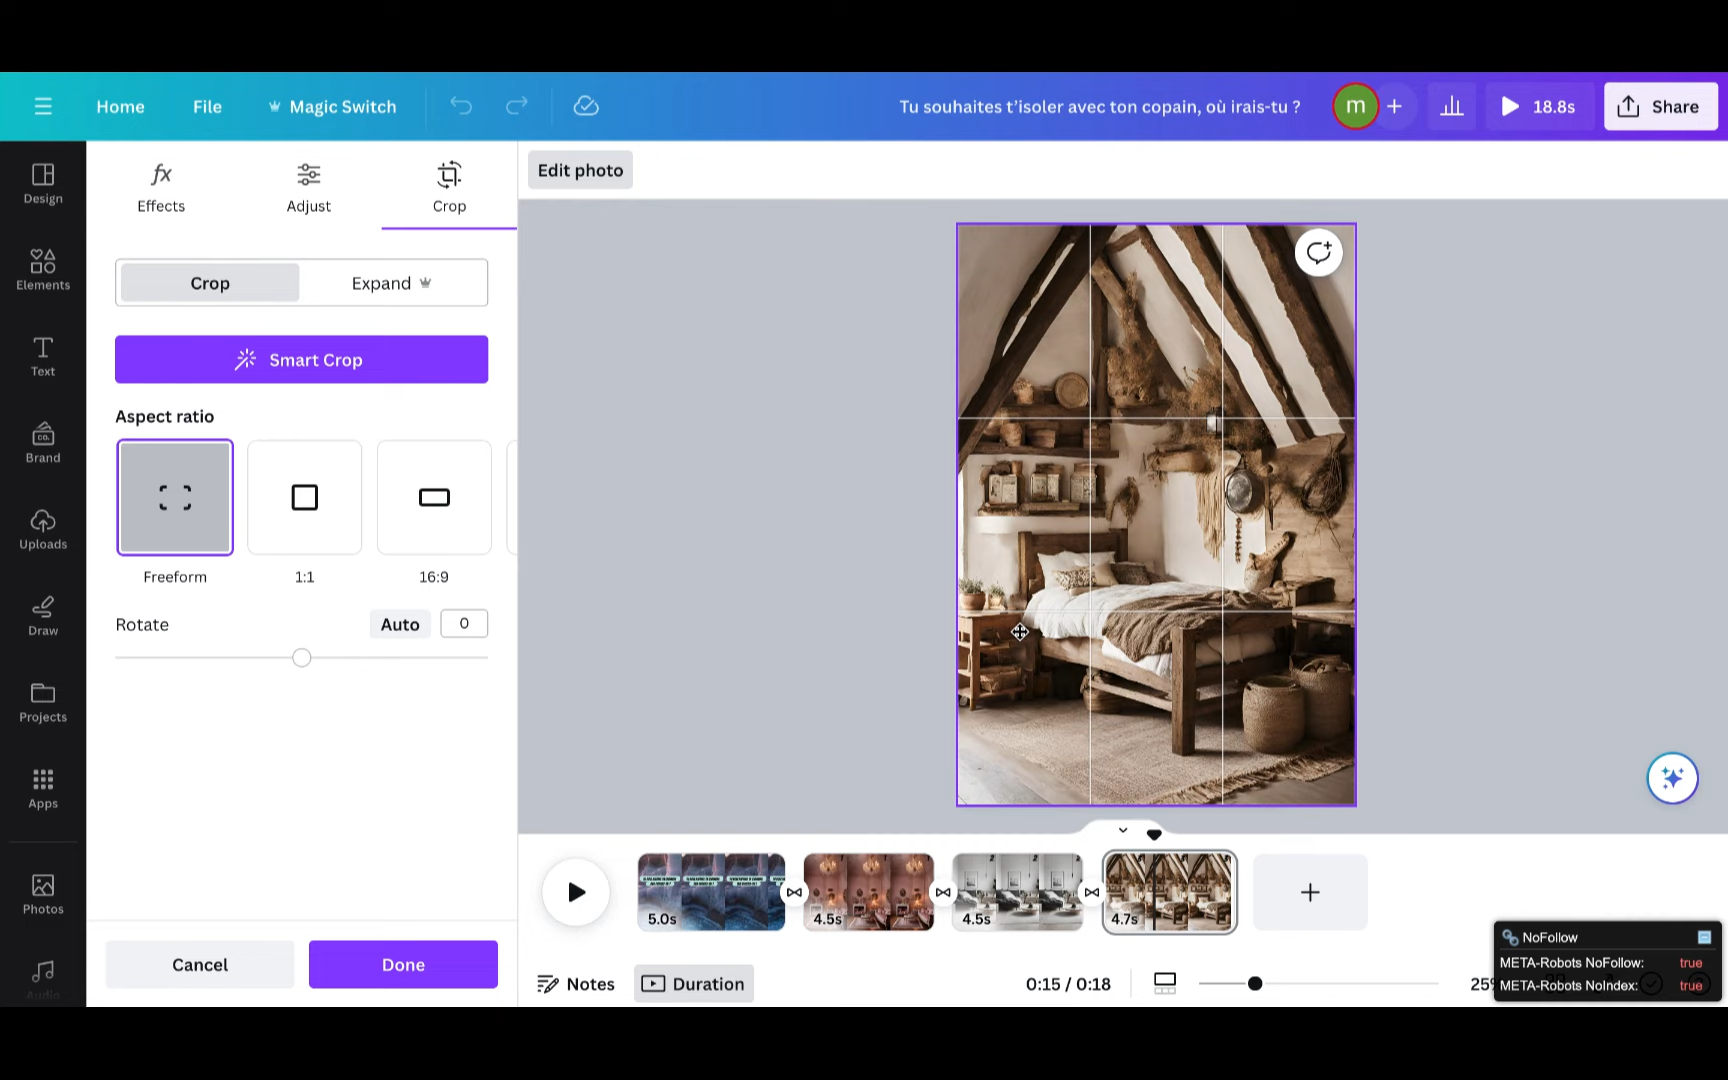 Home File Magic Switch Tu souhaites t'isoler avec ton copain, où irais-tu ? m 18.8s Share
Design
Elements
Text
Brand
CO.
Uploads
Draw
Projects
Apps
Photos
Audio
Effects Adjust Crop
Crop Expand
Smart Crop
Aspect ratio
Freeform 1:1 16:9
Rotate Auto 0
Cancel Done
Edit photo
5.0s 4.5s 4.5s 4.7s
Notes Duration 0:15 / 0:18 25%
NoFollow
META-Robots NoFollow: true
META-Robots NoIndex: true